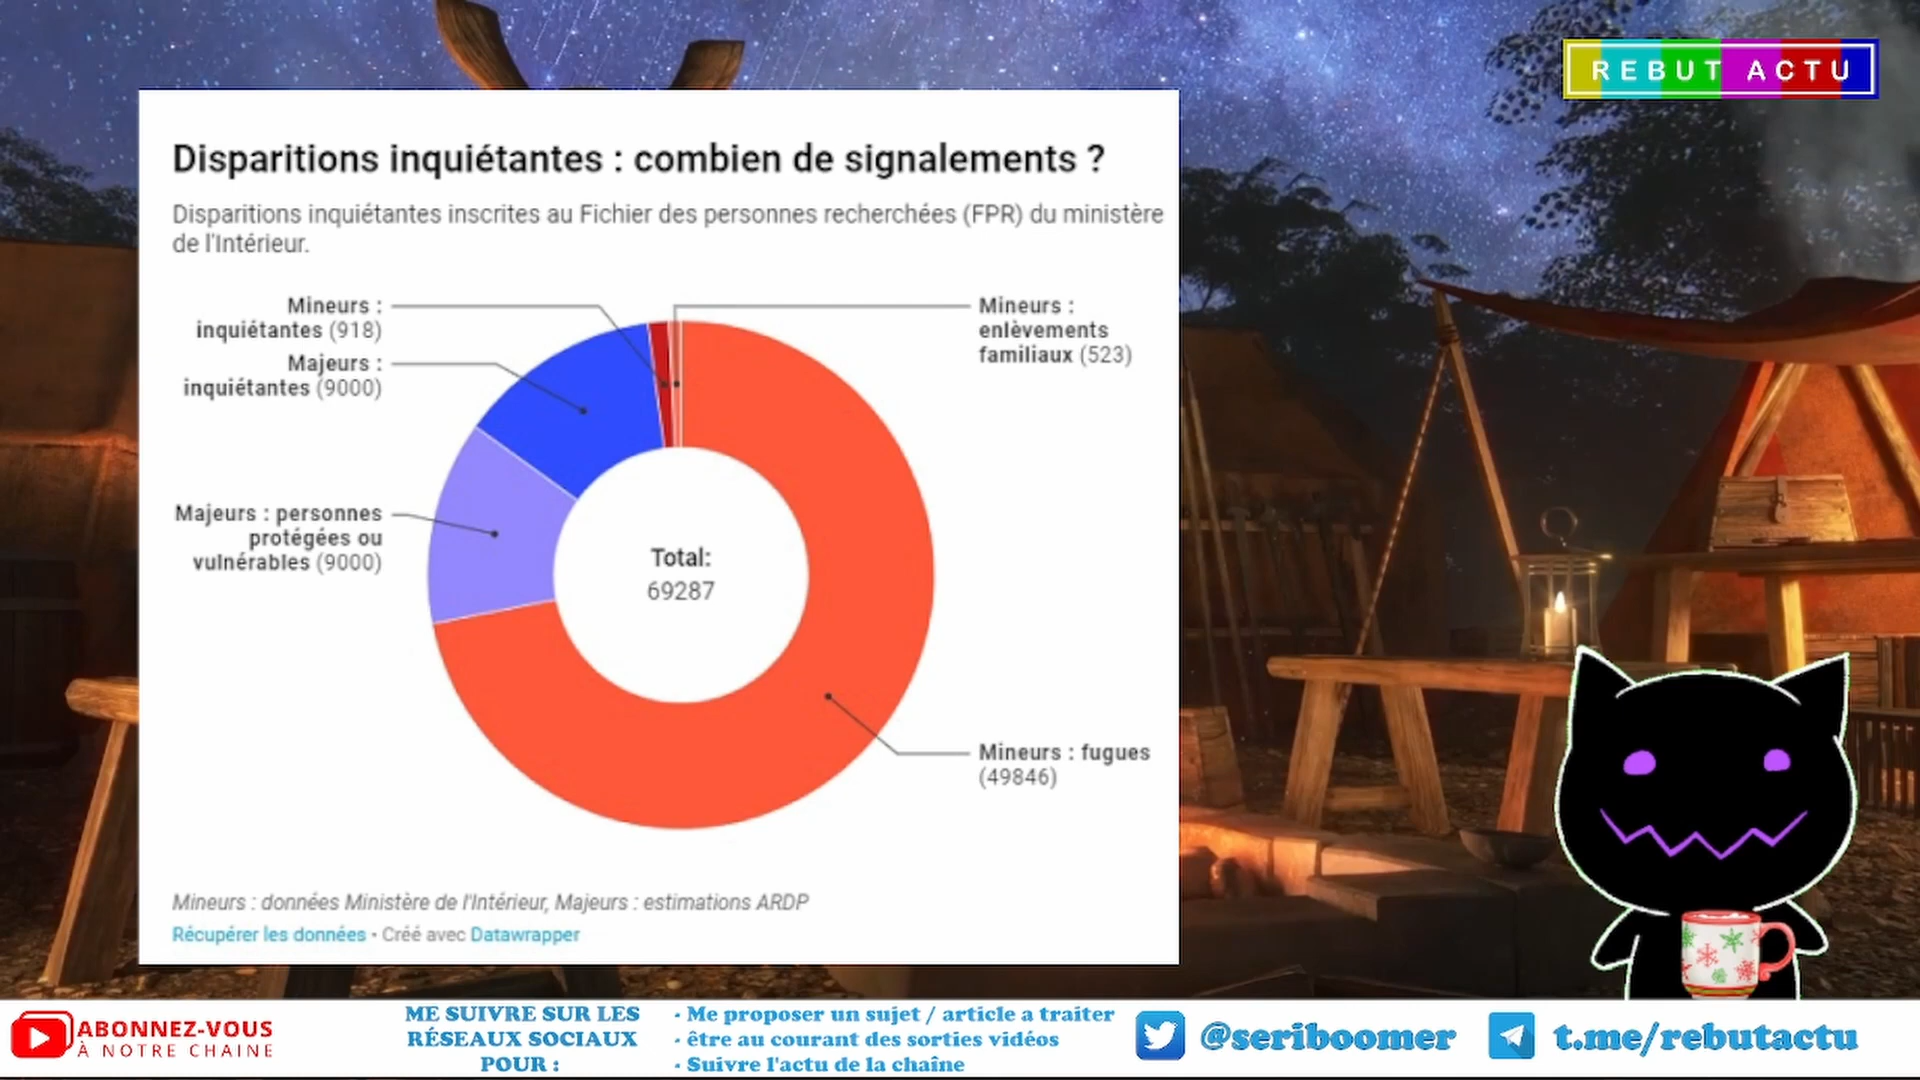 REBUT ACTU
Disparitions inquiétantes : combien de signalements ?
Disparitions inquiétantes inscrites au Fichier des personnes recherchées (FPR) du ministère
de l'Intérieur.
Mineurs :
inquiétantes (918)
Majeurs :
inquiétantes (9000)
Majeurs : personnes
protégées ou
vulnérables (9000)
Mineurs :
enlèvements
familiaux (523)
Total:
69287
Mineurs : fugues
(49846)
Mineurs : données Ministère de l'Intérieur, Majeurs : estimations ARDP
Récupérer les données • Créé avec Datawrapper
ABONNEZ-VOUS
À NOTRE CHAINE
ME SUIVRE SUR LES
RÉSEAUX SOCIAUX
POUR :
- Me proposer un sujet / article a traiter
- être au courant des sorties vidéos
- Suivre l'actu de la chaîne
@seriboomer
t.me/rebutactu